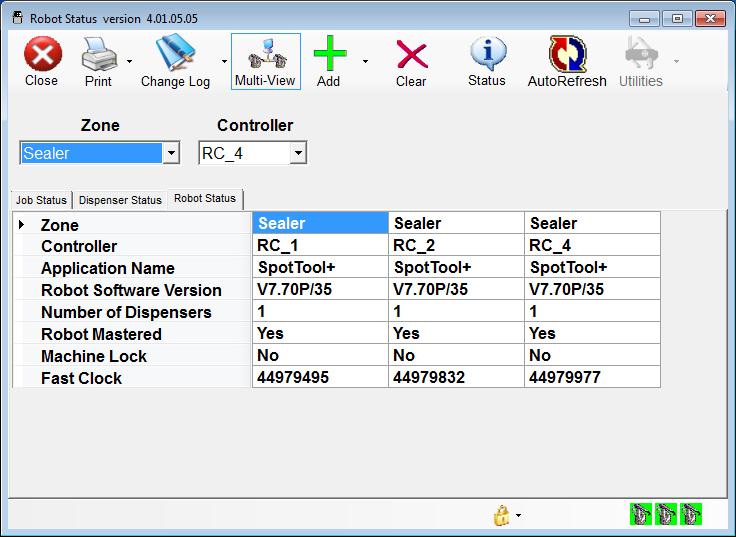 Robot Status version 4.01.05.05
Close Print Change Log Multi-View Add Clear Status AutoRefresh Utilities
Zone Controller
Sealer RC_4
Job Status Dispenser Status Robot Status
Zone Sealer Sealer Sealer
Controller RC_1 RC_2 RC_4
Application Name SpotTool+ SpotTool+ SpotTool+
Robot Software Version V7.70P/35 V7.70P/35 V7.70P/35
Number of Dispensers 1 1 1
Robot Mastered Yes Yes Yes
Machine Lock No No No
Fast Clock 44979495 44979832 44979977